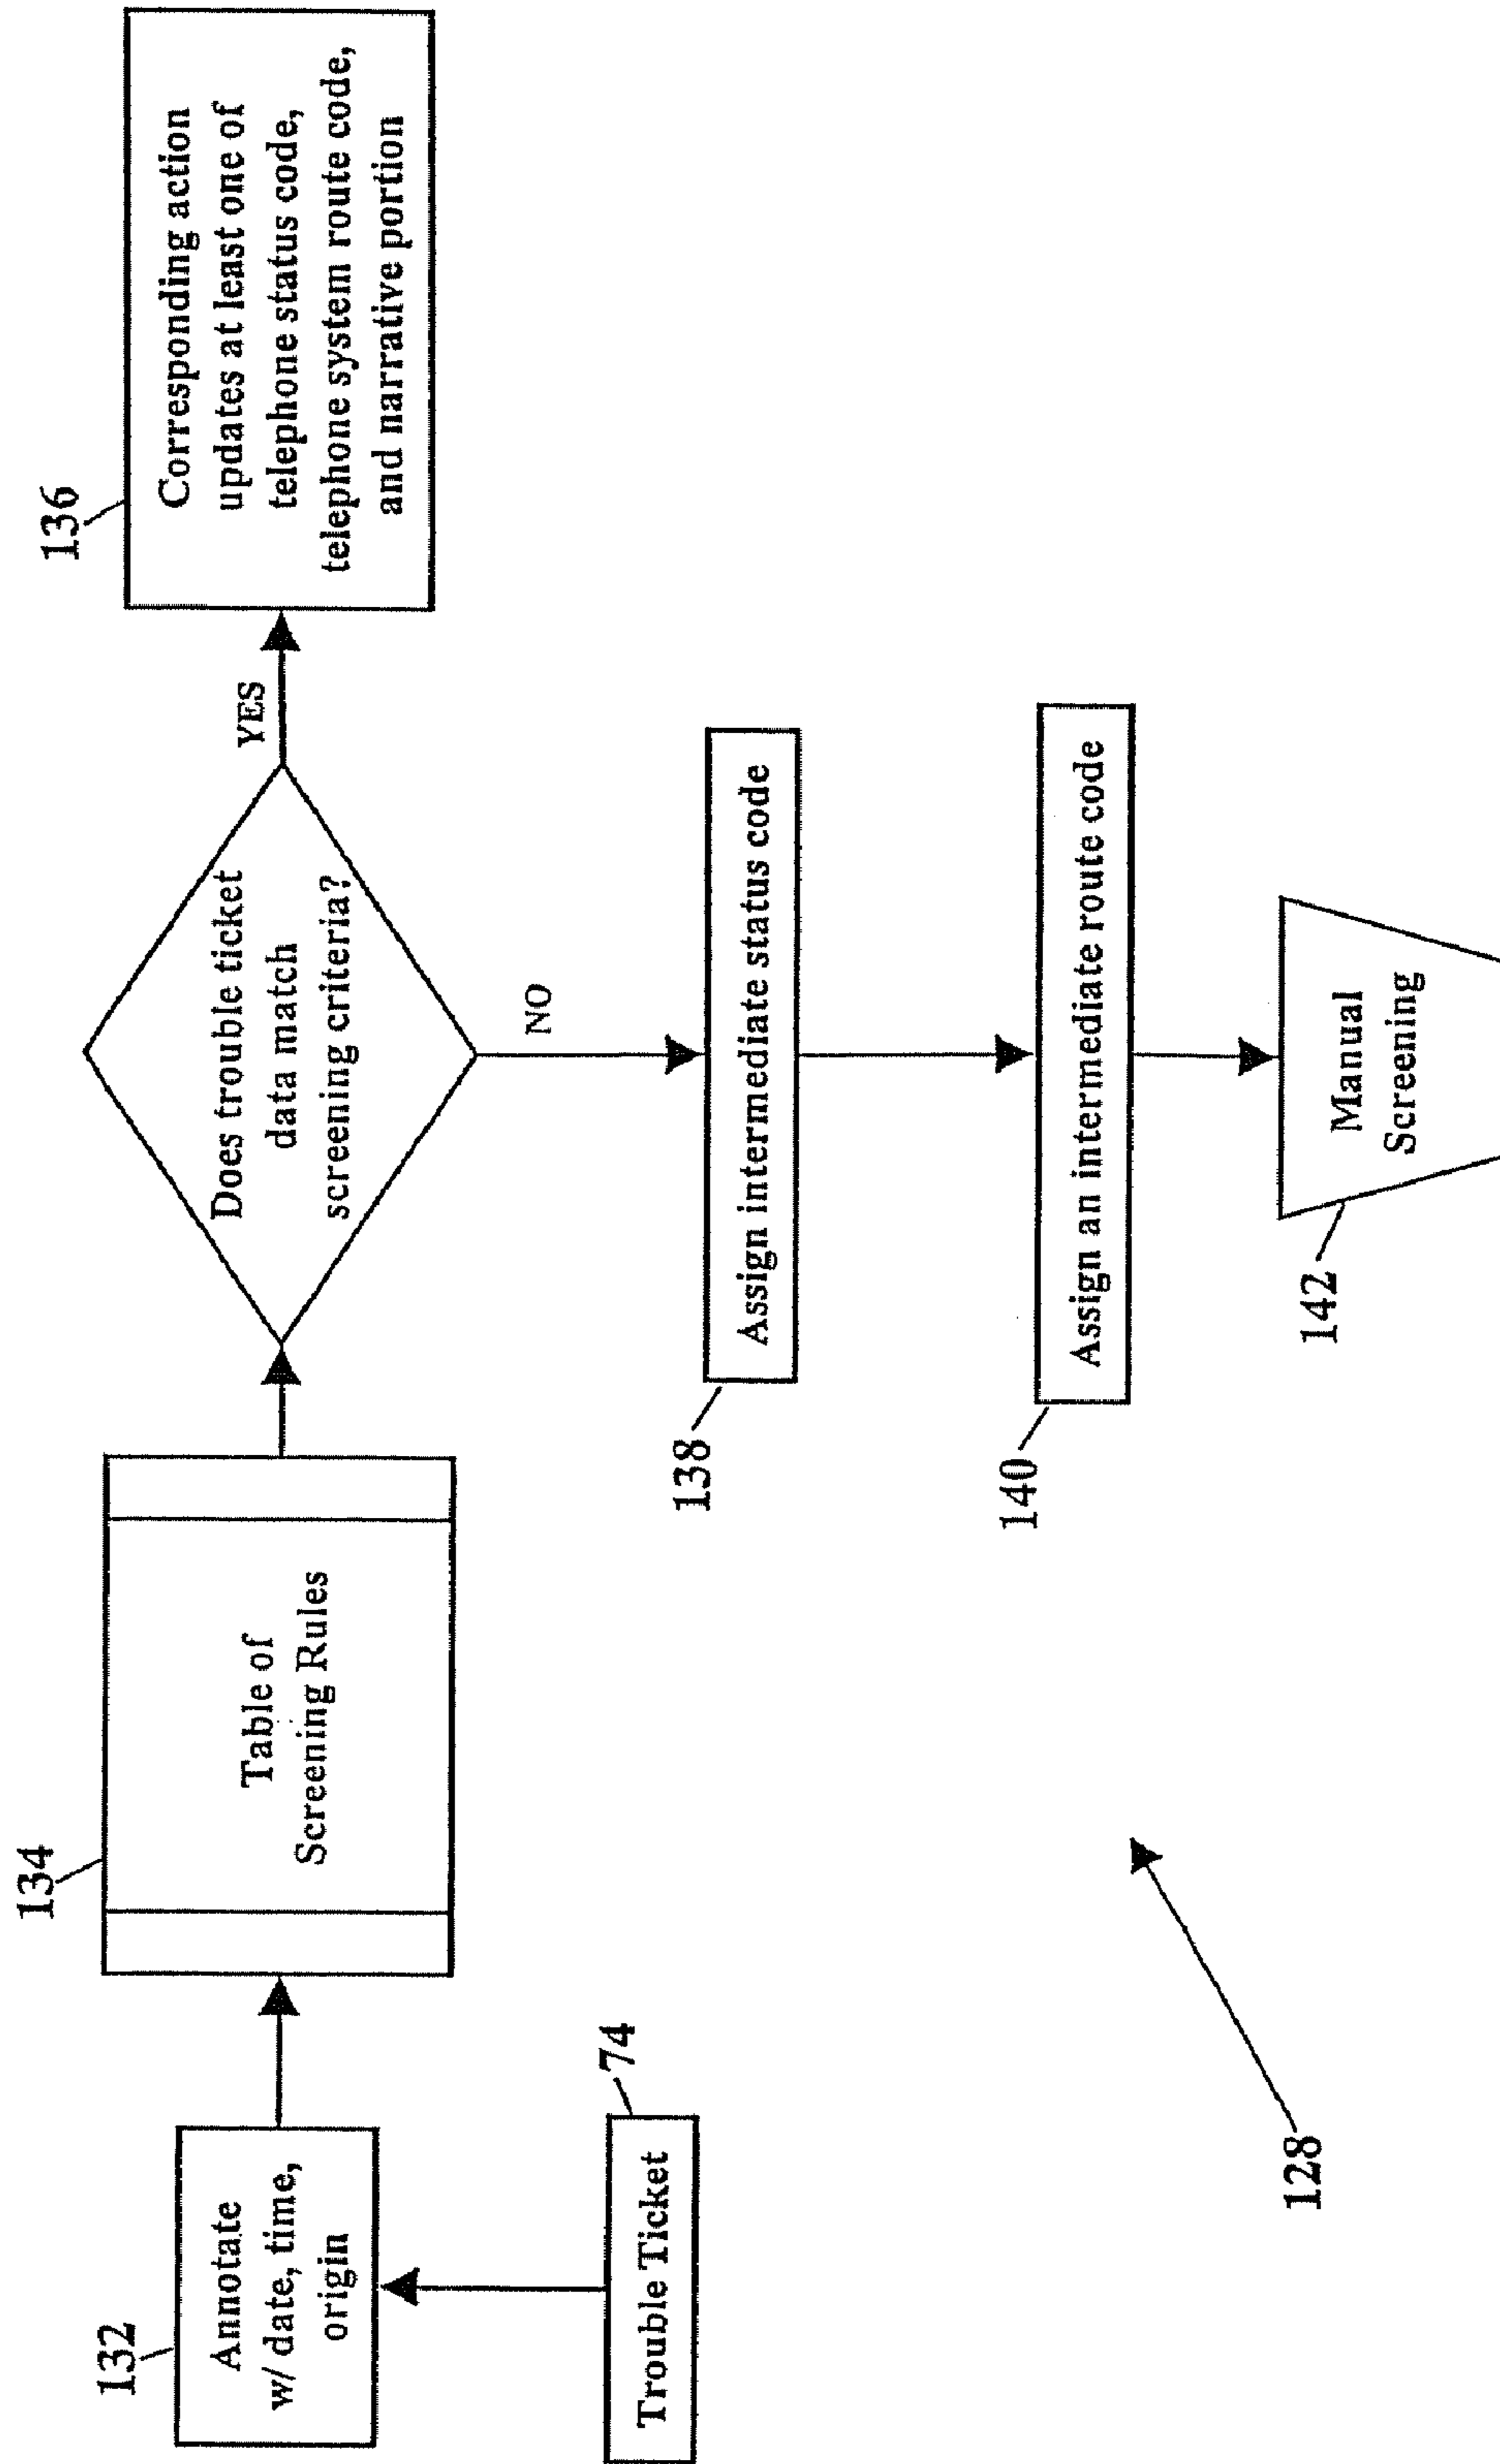 132
Annotate
w/ date, time,
origin
74
Trouble Ticket
134
Table of
Screening Rules
Does trouble ticket
data match
screening criteria?
YES
136
Corresponding action
updates at least one of
telephone status code,
telephone system route code,
and narrative portion
NO
138
Assign intermediate status code
140
Assign an intermediate route code
142
Manual
Screening
128